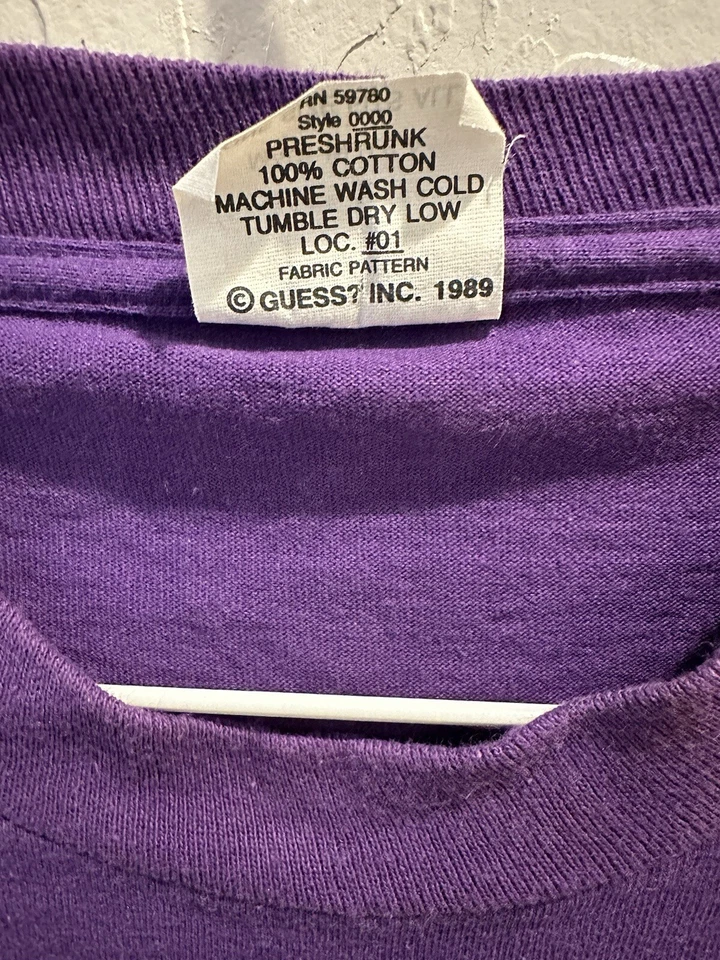 RN 59780
Style 0000
PRESHRUNK
100% COTTON
MACHINE WASH COLD
TUMBLE DRY LOW
LOC. #01
FABRIC PATTERN
© GUESS? INC. 1989